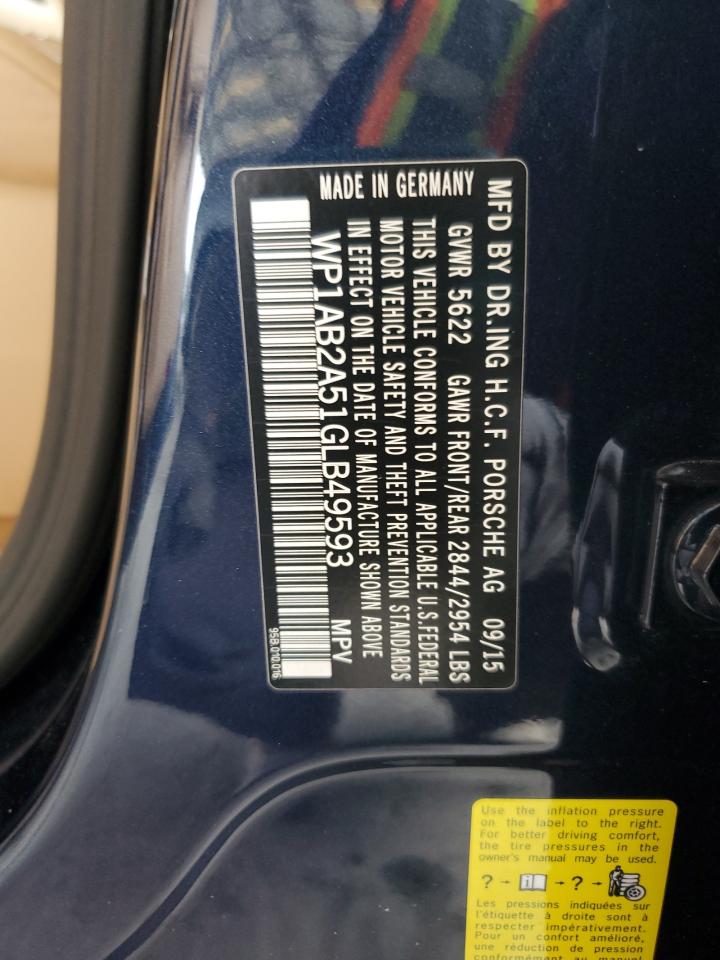 MFD BY DR.ING H.C.F. PORSCHE AG 09/15
GVWR 5622 GAWR FRONT/REAR 2844/2954 LBS
THIS VEHICLE CONFORMS TO ALL APPLICABLE U.S.FEDERAL
MOTOR VEHICLE SAFETY AND THEFT PREVENTION STANDARDS
IN EFFECT ON THE DATE OF MANUFACTURE SHOWN ABOVE
WP1AB2A51GLB49593 MPV
MADE IN GERMANY
95B.010.016
Use the inflation pressure
on the label to the right.
For better driving comfort,
the tire pressures in the
owner's manual may be used.
? - i - ? -
Les pressions indiquées sur
l'étiquette à droite sont à
respecter impérativement.
Pour un confort amélioré,
une réduction de pression
conformément au manuel